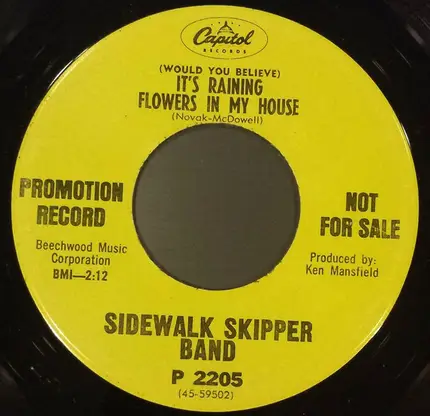 Capitol
RECORDS
(WOULD YOU BELIEVE)
IT'S RAINING
FLOWERS IN MY HOUSE
(Novak-McDowell)
PROMOTION
RECORD
Beechwood Music
Corporation
BMI—2:12
NOT
FOR SALE
Produced by:
Ken Mansfield
SIDEWALK SKIPPER
BAND
P 2205
(45-59502)